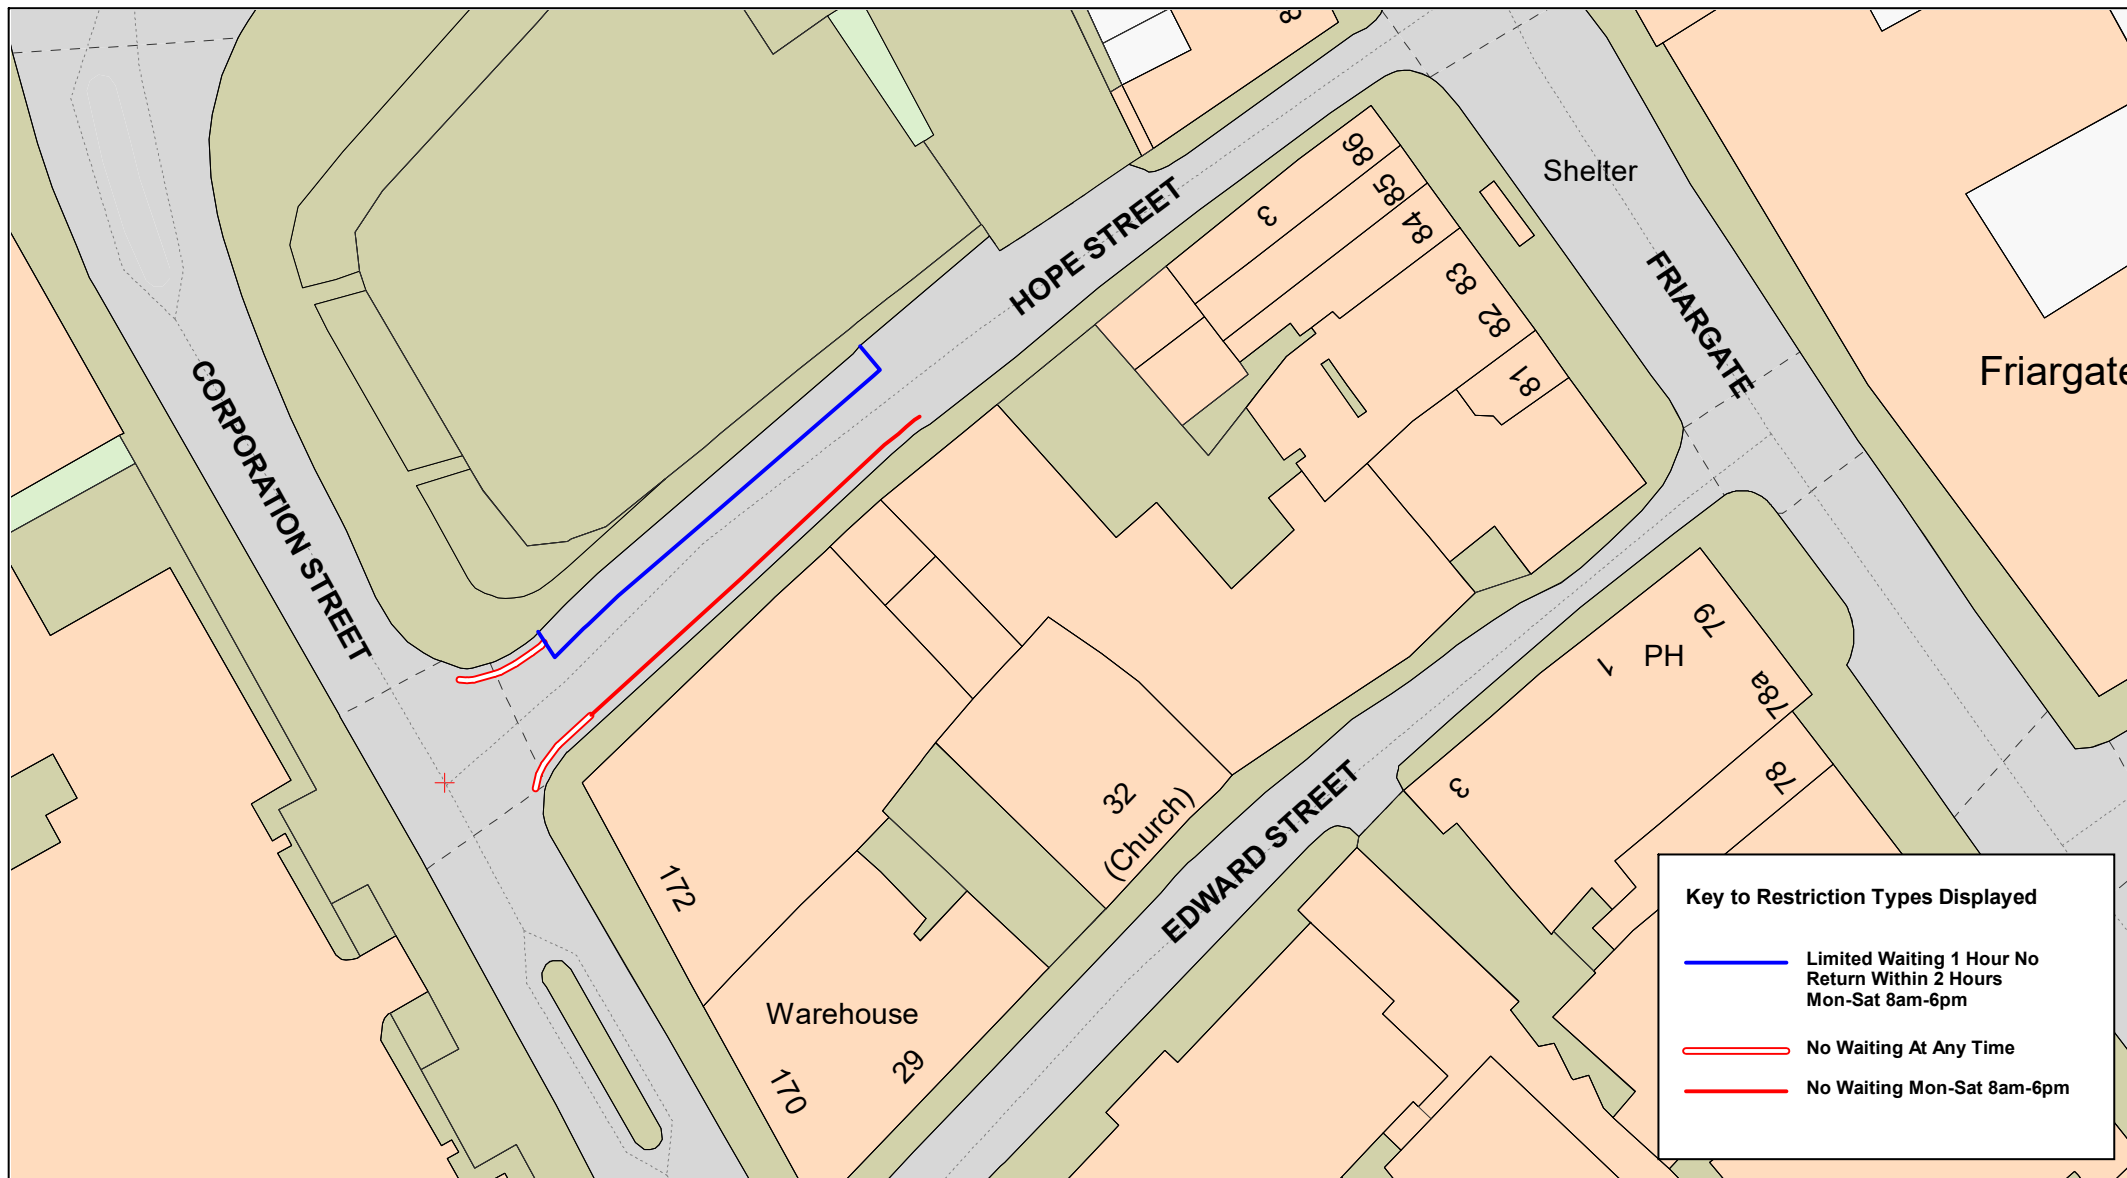 8
Shelter
HOPE STREET
86
85
84
83
82
81
3
FRIARGATE
Friargate
CORPORATION STREET
79
1
PH
78a
78
3
32
(Church)
EDWARD STREET
172
Warehouse
29
170
Key to Restriction Types Displayed
Limited Waiting 1 Hour No
Return Within 2 Hours
Mon-Sat 8am-6pm
No Waiting At Any Time
No Waiting Mon-Sat 8am-6pm